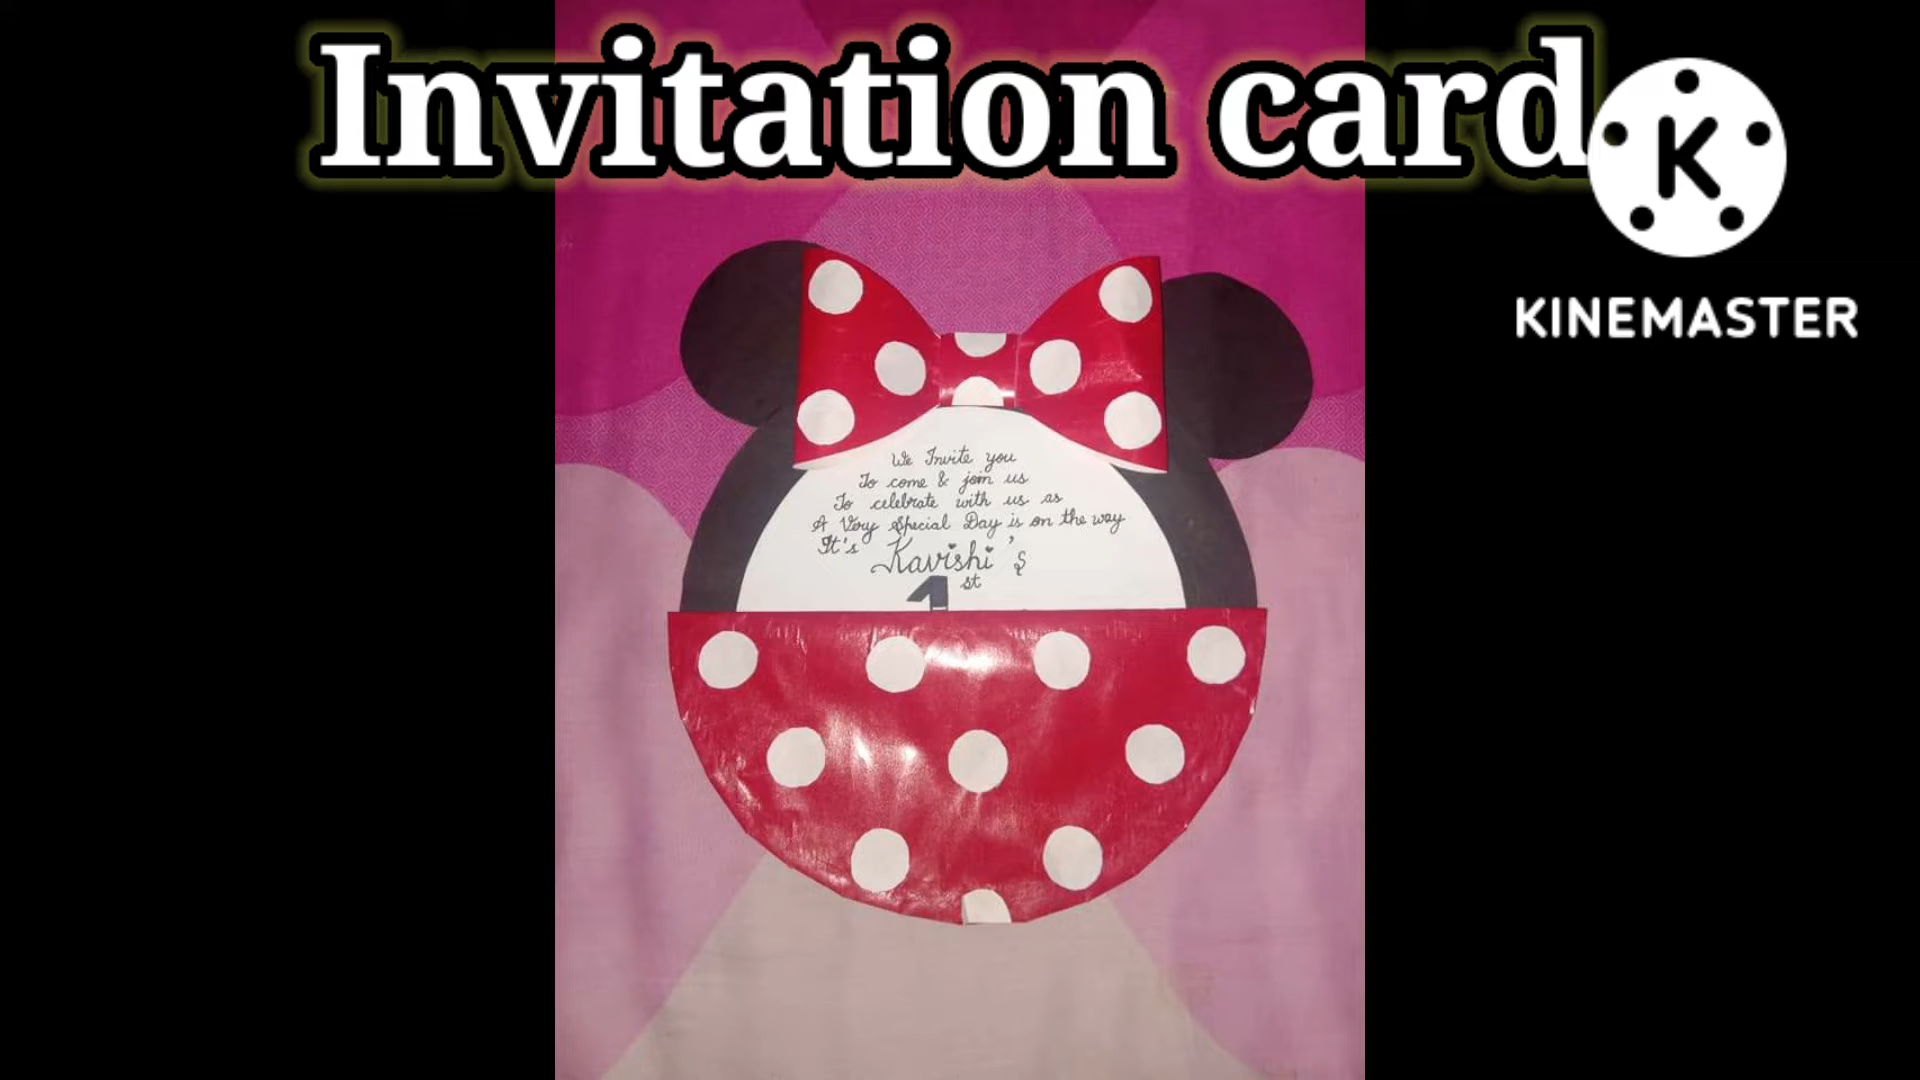 Invitation card
K
KINEMASTER
We Invite you
To come & join us
To celebrate with us as
A Very Special Day is on the way
It's Kavishi's
1st